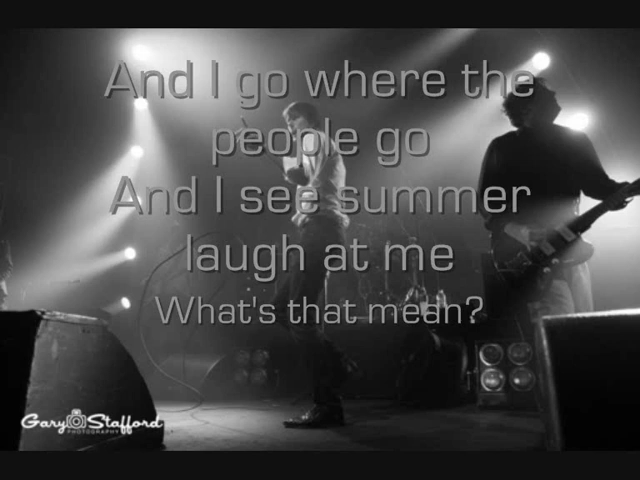 And I go where the
people go
And I see summer
laugh at me
What's that mean?
Gary Stafford
PHOTOGRAPHY